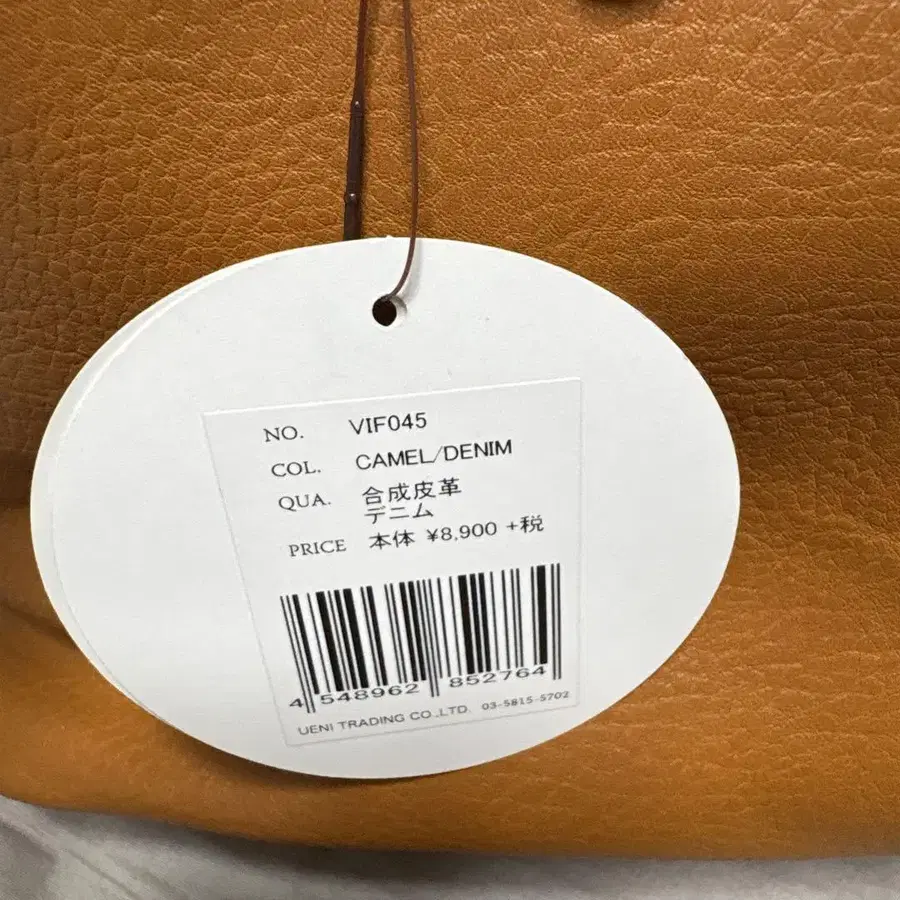 NO. VIF045
COL. CAMEL/DENIM
QUA. 合成皮革
デニム
PRICE 本体 ¥8,900 +税
4 548962 852764
UENI TRADING CO.,LTD. 03-5815-5702